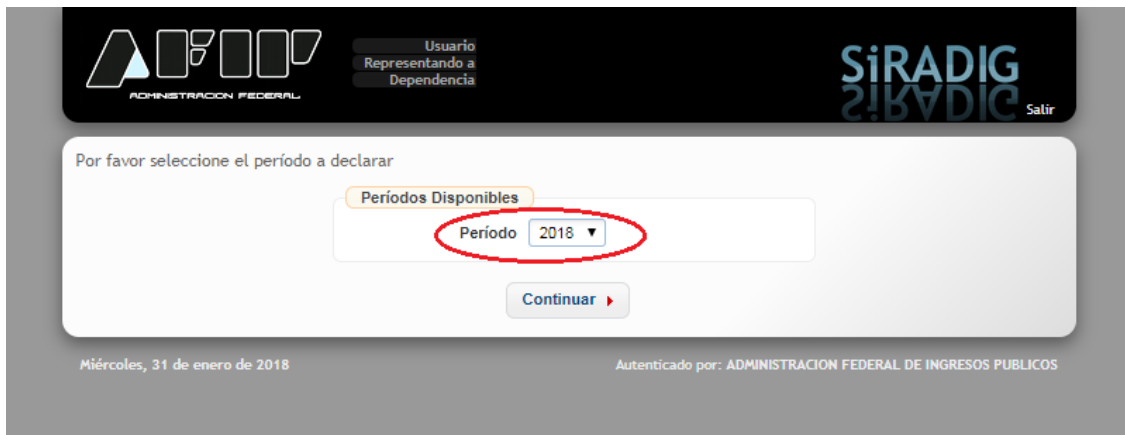 AFIP
ADMINISTRACION FEDERAL
Usuario
Representando a
Dependencia
SiRADIG
Salir
Por favor seleccione el período a declarar
Períodos Disponibles
Período 2018
Continuar
Miércoles, 31 de enero de 2018
Autenticado por: ADMINISTRACION FEDERAL DE INGRESOS PUBLICOS